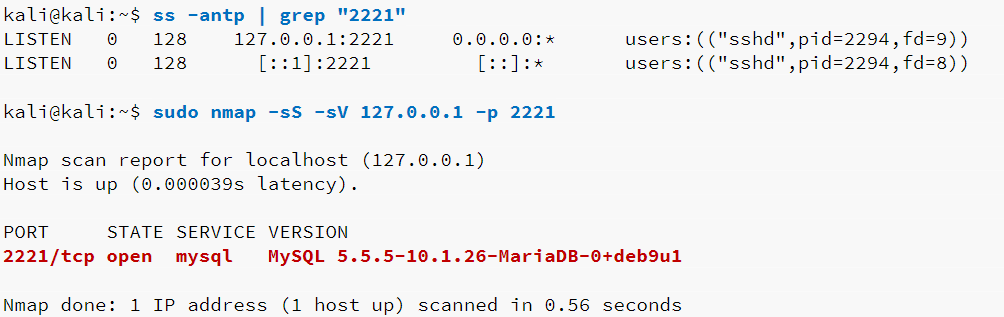 kali@kali:~$ ss -antp | grep "2221"
LISTEN   0   128    127.0.0.1:2221      0.0.0.0:*      users:(("sshd",pid=2294,fd=9))
LISTEN   0   128        [::1]:2221         [::]:*      users:(("sshd",pid=2294,fd=8))
kali@kali:~$ sudo nmap -sS -sV 127.0.0.1 -p 2221
Nmap scan report for localhost (127.0.0.1)
Host is up (0.000039s latency).
PORT     STATE SERVICE VERSION
2221/tcp open  mysql   MySQL 5.5.5-10.1.26-MariaDB-0+deb9u1
Nmap done: 1 IP address (1 host up) scanned in 0.56 seconds